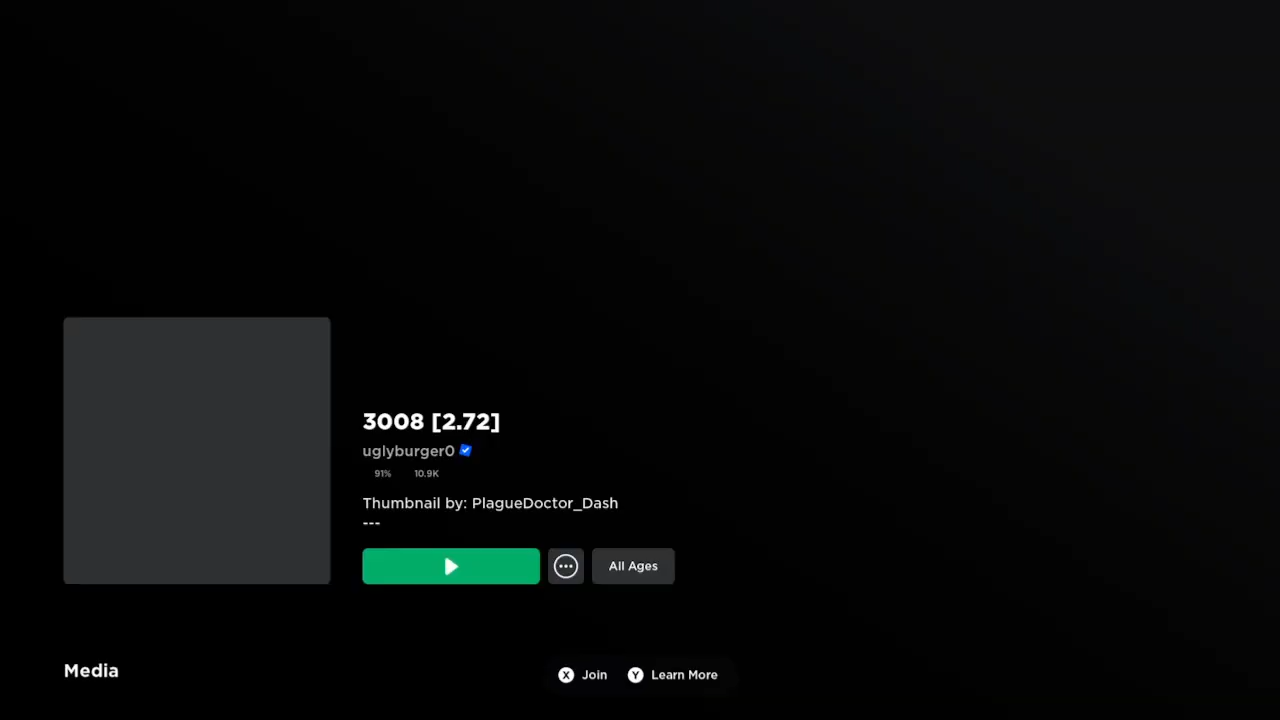 3008 [2.72]
uglyburger0
91% 10.9K
Thumbnail by: PlagueDoctor_Dash
---
All Ages
Media
X Join Y Learn More